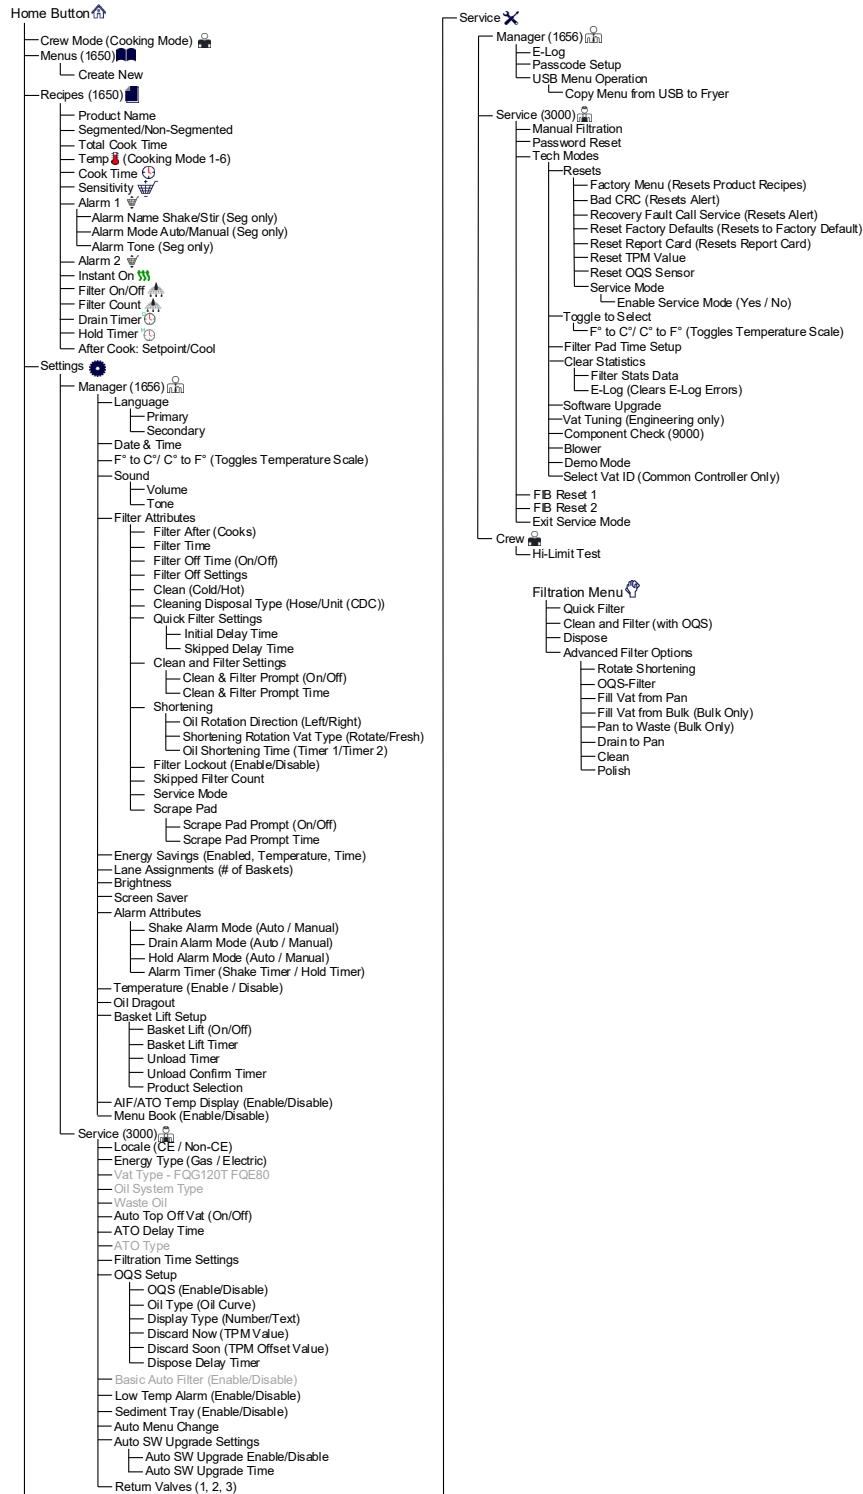 Home Button
Crew Mode (Cooking Mode)
Menus (1650)
Create New
Recipes (1650)
Product Name
Segmented/Non-Segmented
Total Cook Time
Temp (Cooking Mode 1-6)
Cook Time
Sensitivity
Alarm 1
Alarm Name Shake/Stir (Seg only)
Alarm Mode Auto/Manual (Seg only)
Alarm Tone (Seg only)
Alarm 2
Instant On
Filter On/Off
Filter Count
Drain Timer
Hold Timer
After Cook: Setpoint/Cool
Settings
Manager (1656)
Language
Primary
Secondary
Date & Time
F° to C°/ C° to F° (Toggles Temperature Scale)
Sound
Volume
Tone
Filter Attributes
Filter After (Cooks)
Filter Time
Filter Off Time (On/Off)
Filter Off Settings
Clean (Cold/Hot)
Cleaning Disposal Type (Hose/Unit (CDC))
Quick Filter Settings
Initial Delay Time
Skipped Delay Time
Clean and Filter Settings
Clean & Filter Prompt (On/Off)
Clean & Filter Prompt Time
Shortening
Oil Rotation Direction (Left/Right)
Shortening Rotation Vat Type (Rotate/Fresh)
Oil Shortening Time (Timer 1/Timer 2)
Filter Lockout (Enable/Disable)
Skipped Filter Count
Service Mode
Scrape Pad
Scrape Pad Prompt (On/Off)
Scrape Pad Prompt Time
Energy Savings (Enabled, Temperature, Time)
Lane Assignments (# of Baskets)
Brightness
Screen Saver
Alarm Attributes
Shake Alarm Mode (Auto / Manual)
Drain Alarm Mode (Auto / Manual)
Hold Alarm Mode (Auto / Manual)
Alarm Timer (Shake Timer / Hold Timer)
Temperature (Enable / Disable)
Oil Dragout
Basket Lift Setup
Basket Lift (On/Off)
Basket Lift Timer
Unload Timer
Unload Confirm Timer
Product Selection
AIF/ATO Temp Display (Enable/Disable)
Menu Book (Enable/Disable)
Service (3000)
Locale (CE / Non-CE)
Energy Type (Gas / Electric)
Vat Type - FQG120T FQE80
Oil System Type
Waste Oil
Auto Top Off Vat (On/Off)
ATO Delay Time
ATO Type
Filtration Time Settings
OQS Setup
OQS (Enable/Disable)
Oil Type (Oil Curve)
Display Type (Number/Text)
Discard Now (TPM Value)
Discard Soon (TPM Offset Value)
Dispose Delay Timer
Basic Auto Filter (Enable/Disable)
Low Temp Alarm (Enable/Disable)
Sediment Tray (Enable/Disable)
Auto Menu Change
Auto SW Upgrade Settings
Auto SW Upgrade Enable/Disable
Auto SW Upgrade Time
Return Valves (1, 2, 3)
Service
Manager (1656)
E-Log
Passcode Setup
USB Menu Operation
Copy Menu from USB to Fryer
Service (3000)
Manual Filtration
Password Reset
Tech Modes
Resets
Factory Menu (Resets Product Recipes)
Bad CRC (Resets Alert)
Recovery Fault Call Service (Resets Alert)
Reset Factory Defaults (Resets to Factory Default)
Reset Report Card (Resets Report Card)
Reset TPM Value
Reset OQS Sensor
Service Mode
Enable Service Mode (Yes / No)
Toggle to Select
F° to C°/ C° to F° (Toggles Temperature Scale)
Filter Pad Time Setup
Clear Statistics
Filter Stats Data
E-Log (Clears E-Log Errors)
Software Upgrade
Vat Tuning (Engineering only)
Component Check (9000)
Blower
Demo Mode
Select Vat ID (Common Controller Only)
FIB Reset 1
FIB Reset 2
Exit Service Mode
Crew
Hi-Limit Test
Filtration Menu
Quick Filter
Clean and Filter (with OQS)
Dispose
Advanced Filter Options
Rotate Shortening
OQS-Filter
Fill Vat from Pan
Fill Vat from Bulk (Bulk Only)
Pan to Waste (Bulk Only)
Drain to Pan
Clean
Polish